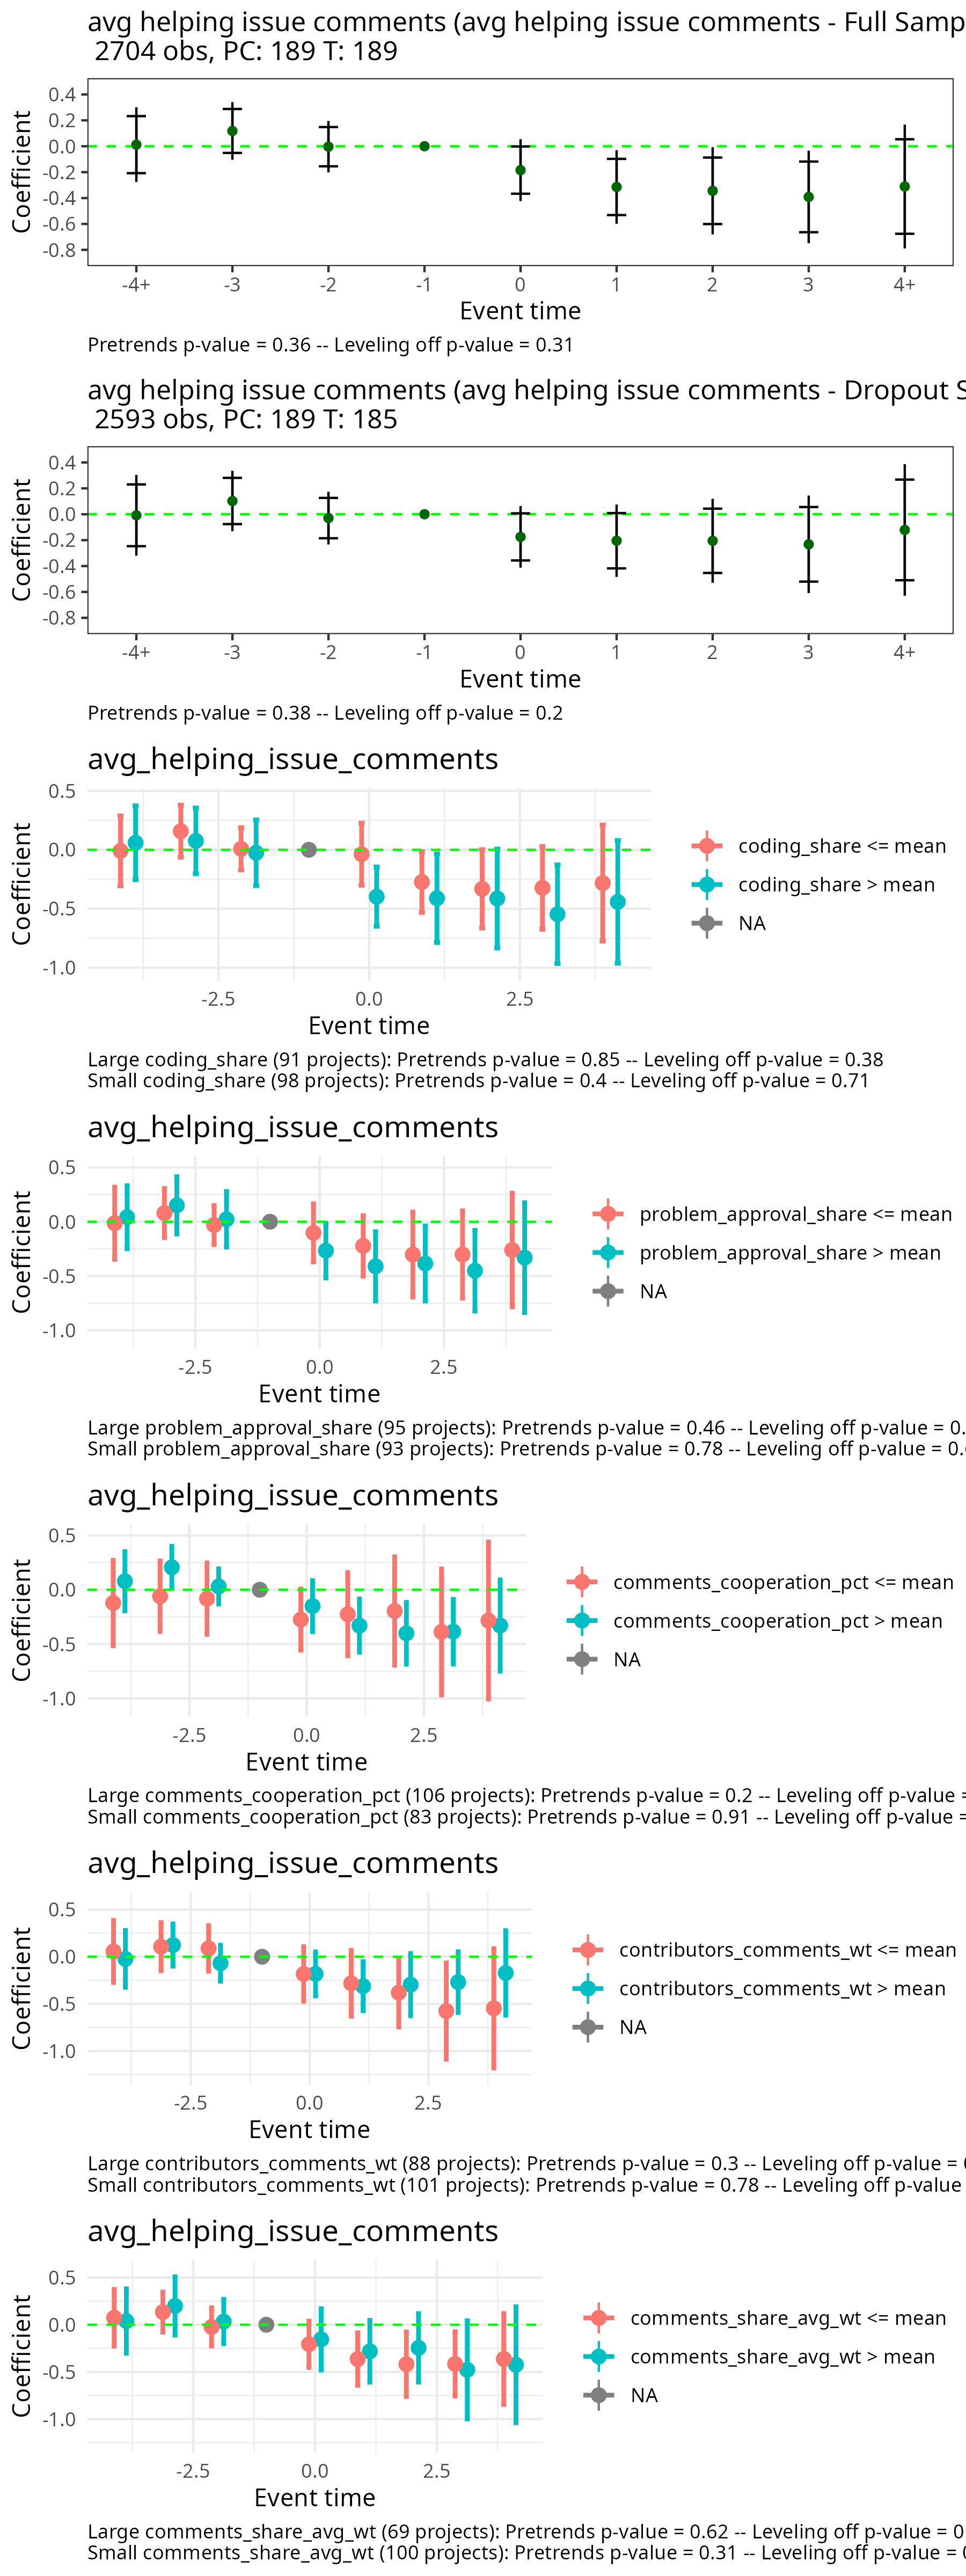 avg helping issue comments (avg helping issue comments - Full Samp
2704 obs, PC: 189 T: 189
0.4
0.2
0.0
-0.2
-0.4
-0.6
-0.8
Coefficient
-4+ -3 -2 -1 0 1 2 3 4+
Event time
Pretrends p-value = 0.36 -- Leveling off p-value = 0.31
avg helping issue comments (avg helping issue comments - Dropout S
2593 obs, PC: 189 T: 185
0.4
0.2
0.0
-0.2
-0.4
-0.6
-0.8
Coefficient
-4+ -3 -2 -1 0 1 2 3 4+
Event time
Pretrends p-value = 0.38 -- Leveling off p-value = 0.2
avg_helping_issue_comments
0.5
0.0
-0.5
-1.0
Coefficient
-2.5 0.0 2.5
Event time
coding_share <= mean
coding_share > mean
NA
Large coding_share (91 projects): Pretrends p-value = 0.85 -- Leveling off p-value = 0.38
Small coding_share (98 projects): Pretrends p-value = 0.4 -- Leveling off p-value = 0.71
avg_helping_issue_comments
0.5
0.0
-0.5
-1.0
Coefficient
-2.5 0.0 2.5
Event time
problem_approval_share <= mean
problem_approval_share > mean
NA
Large problem_approval_share (95 projects): Pretrends p-value = 0.46 -- Leveling off p-value = 0.
Small problem_approval_share (93 projects): Pretrends p-value = 0.78 -- Leveling off p-value = 0.
avg_helping_issue_comments
0.5
0.0
-0.5
-1.0
Coefficient
-2.5 0.0 2.5
Event time
comments_cooperation_pct <= mean
comments_cooperation_pct > mean
NA
Large comments_cooperation_pct (106 projects): Pretrends p-value = 0.2 -- Leveling off p-value =
Small comments_cooperation_pct (83 projects): Pretrends p-value = 0.91 -- Leveling off p-value =
avg_helping_issue_comments
0.5
0.0
-0.5
-1.0
Coefficient
-2.5 0.0 2.5
Event time
contributors_comments_wt <= mean
contributors_comments_wt > mean
NA
Large contributors_comments_wt (88 projects): Pretrends p-value = 0.3 -- Leveling off p-value =
Small contributors_comments_wt (101 projects): Pretrends p-value = 0.78 -- Leveling off p-value
avg_helping_issue_comments
0.5
0.0
-0.5
-1.0
Coefficient
-2.5 0.0 2.5
Event time
comments_share_avg_wt <= mean
comments_share_avg_wt > mean
NA
Large comments_share_avg_wt (69 projects): Pretrends p-value = 0.62 -- Leveling off p-value = 0
Small comments_share_avg_wt (100 projects): Pretrends p-value = 0.31 -- Leveling off p-value =